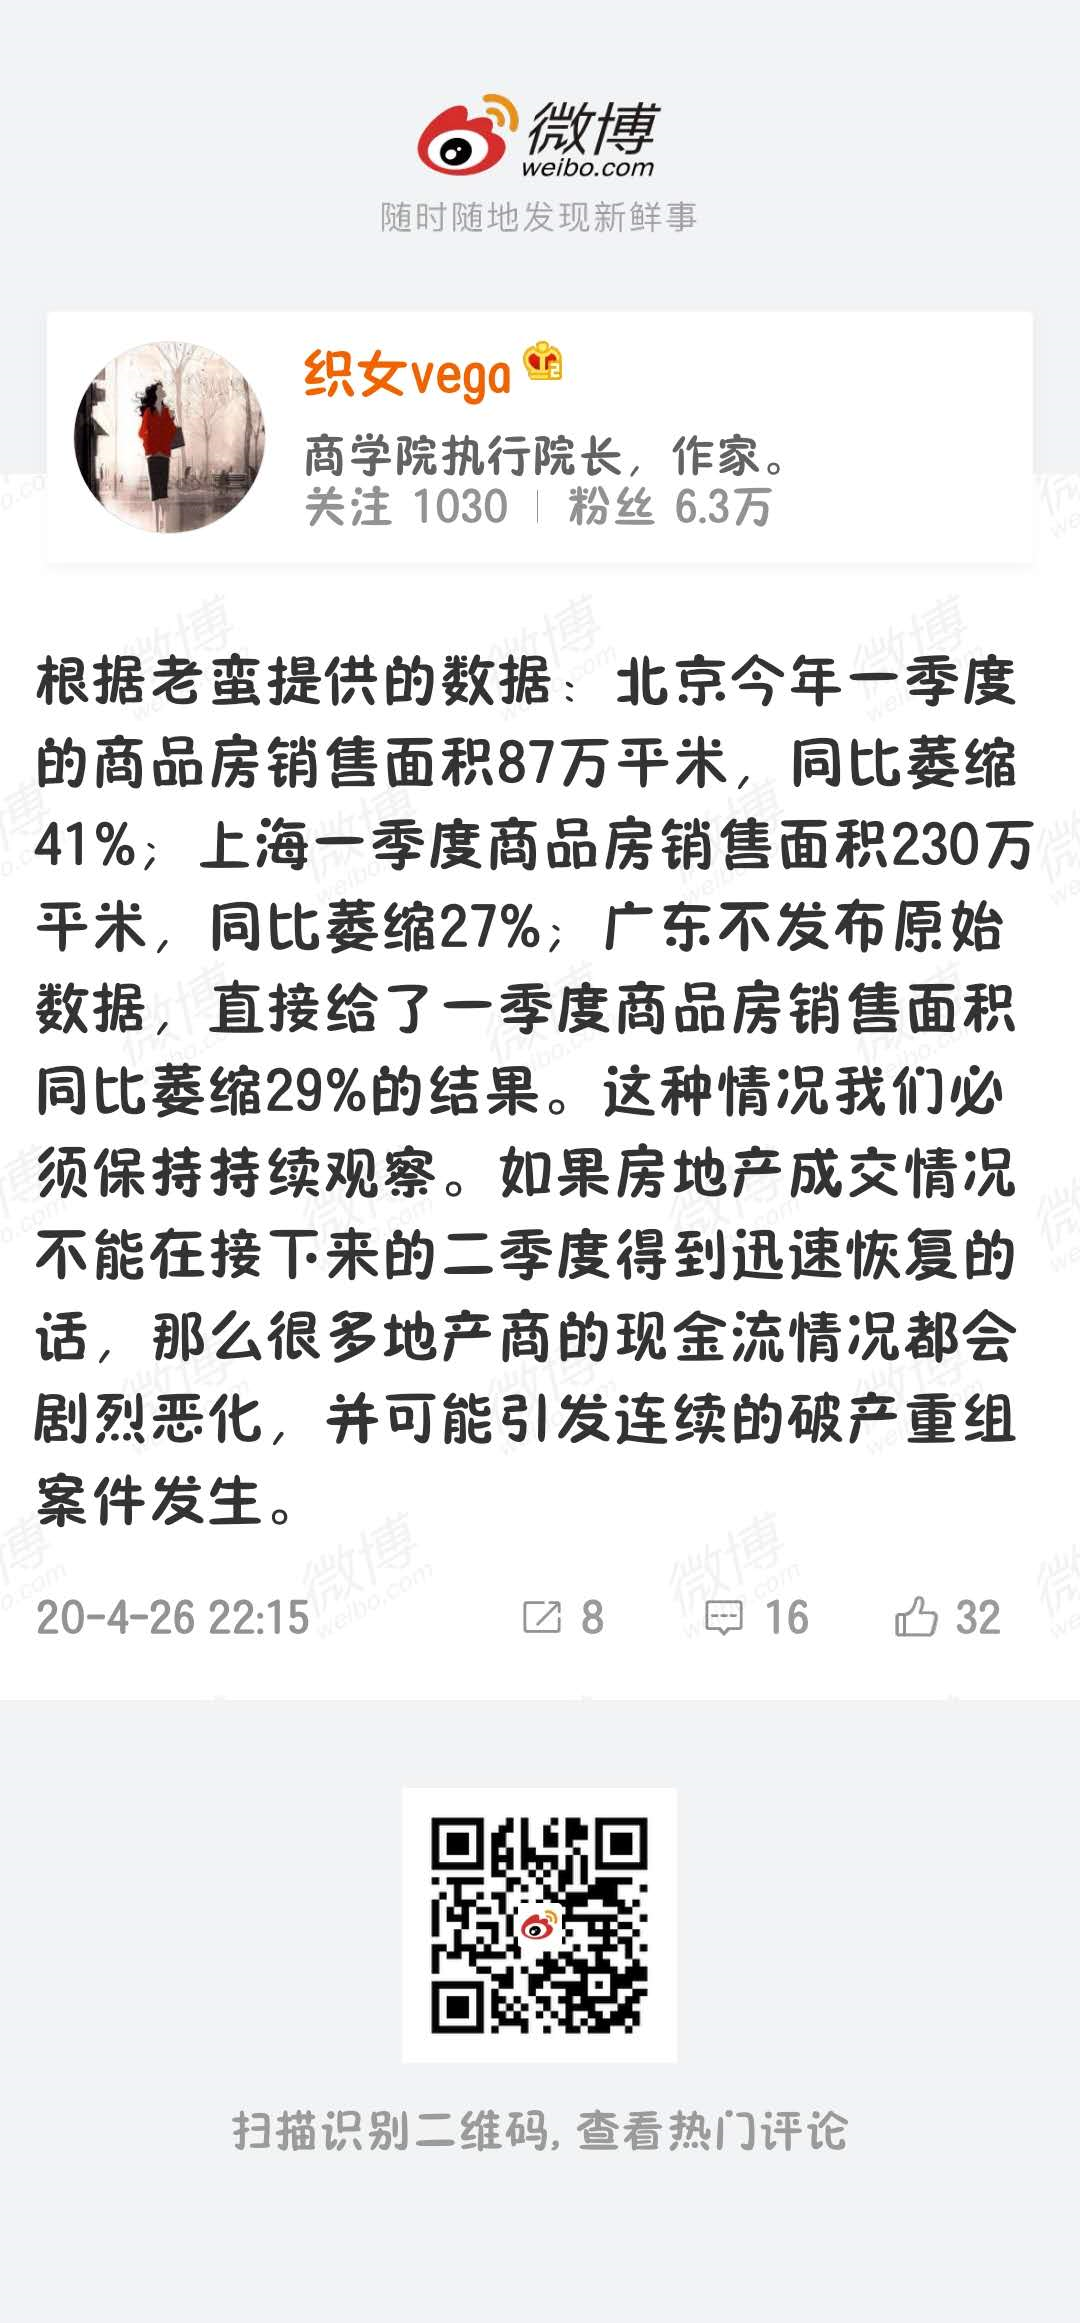 微博
weibo.com
随时随地发现新鲜事
织女vega
商学院执行院长，作家。
关注 1030 | 粉丝 6.3万
根据老蛮提供的数据：北京今年一季度
的商品房销售面积87万平米，同比萎缩
41%；上海一季度商品房销售面积230万
平米，同比萎缩27%；广东不发布原始
数据，直接给了一季度商品房销售面积
同比萎缩29%的结果。这种情况我们必
须保持持续观察。如果房地产成交情况
不能在接下来的二季度得到迅速恢复的
话，那么很多地产商的现金流情况都会
剧烈恶化，并可能引发连续的破产重组
案件发生。
20-4-26 22:15 8 16 32
扫描识别二维码, 查看热门评论